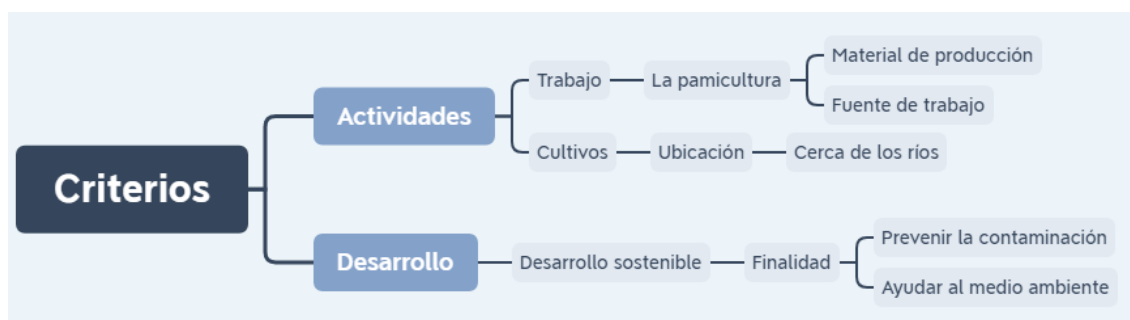 Criterios
Actividades
Trabajo
La pamicultura
Material de producción
Fuente de trabajo
Cultivos
Ubicación
Cerca de los ríos
Desarrollo
Desarrollo sostenible
Finalidad
Prevenir la contaminación
Ayudar al medio ambiente